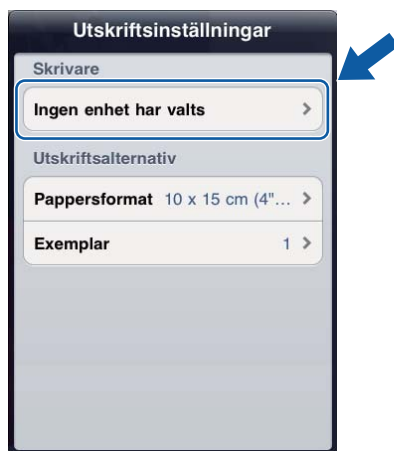 Utskriftsinställningar
Skrivare
Ingen enhet har valts
Utskriftsalternativ
Pappersformat 10 x 15 cm (4"...
Exemplar 1